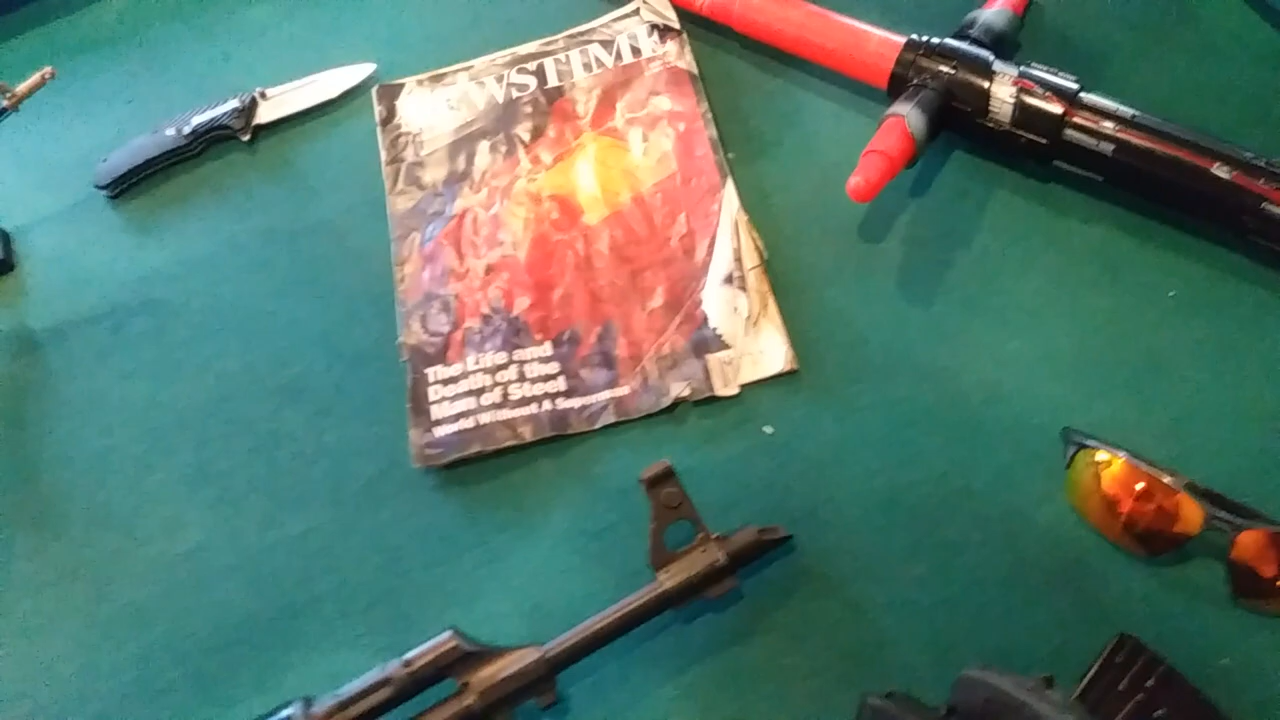 NEWSTIME
The Life and
Death of the
Man of Steel
World Without A Superman